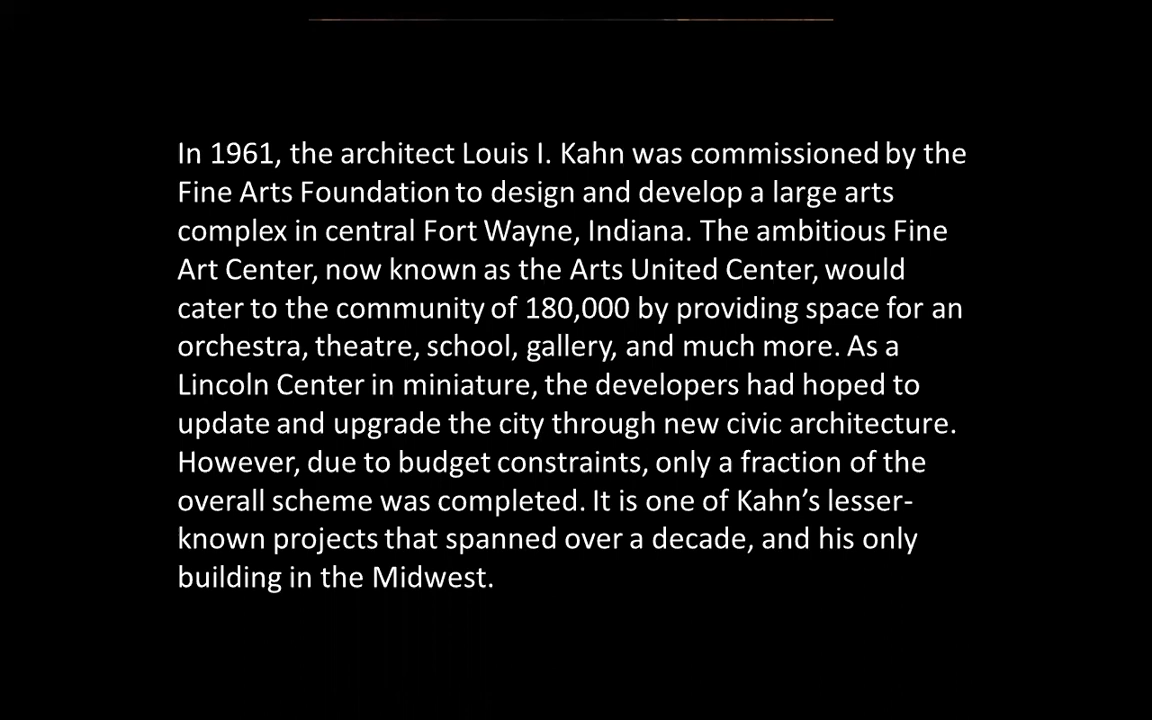 In 1961, the architect Louis I. Kahn was commissioned by the
Fine Arts Foundation to design and develop a large arts
complex in central Fort Wayne, Indiana. The ambitious Fine
Art Center, now known as the Arts United Center, would
cater to the community of 180,000 by providing space for an
orchestra, theatre, school, gallery, and much more. As a
Lincoln Center in miniature, the developers had hoped to
update and upgrade the city through new civic architecture.
However, due to budget constraints, only a fraction of the
overall scheme was completed. It is one of Kahn’s lesser-
known projects that spanned over a decade, and his only
building in the Midwest.